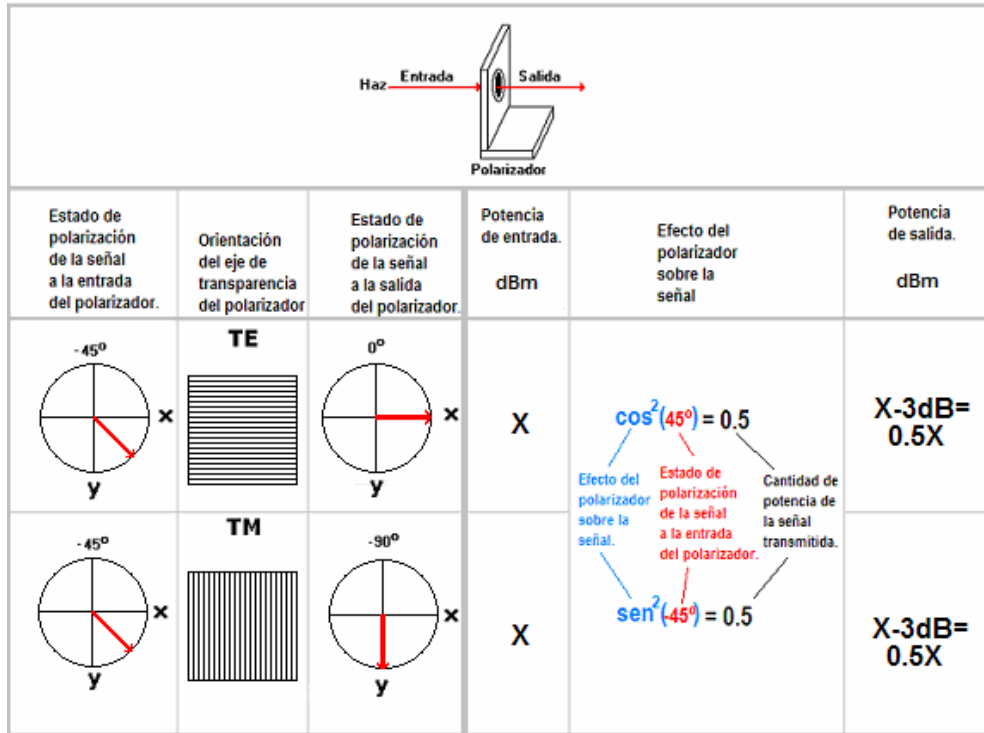 Haz
Entrada
Salida
Polarizador
Estado de
polarización
de la señal
a la entrada
del polarizador.
Orientación
del eje de
transparencia
del polarizador
Estado de
polarización
de la señal
a la salida
del polarizador.
Potencia
de entrada.
dBm
Efecto del
polarizador
sobre la
señal
Potencia
de salida.
dBm
-45º
x
y
TE
0º
x
y
X
cos²(45º) = 0.5
X-3dB=
0.5X
Efecto del
polarizador
sobre la
señal.
Estado de
polarización
de la señal
a la entrada
del polarizador.
Cantidad de
potencia de
la señal
transmitida.
-45º
x
y
TM
-90º
x
y
X
sen²(-45º) = 0.5
X-3dB=
0.5X